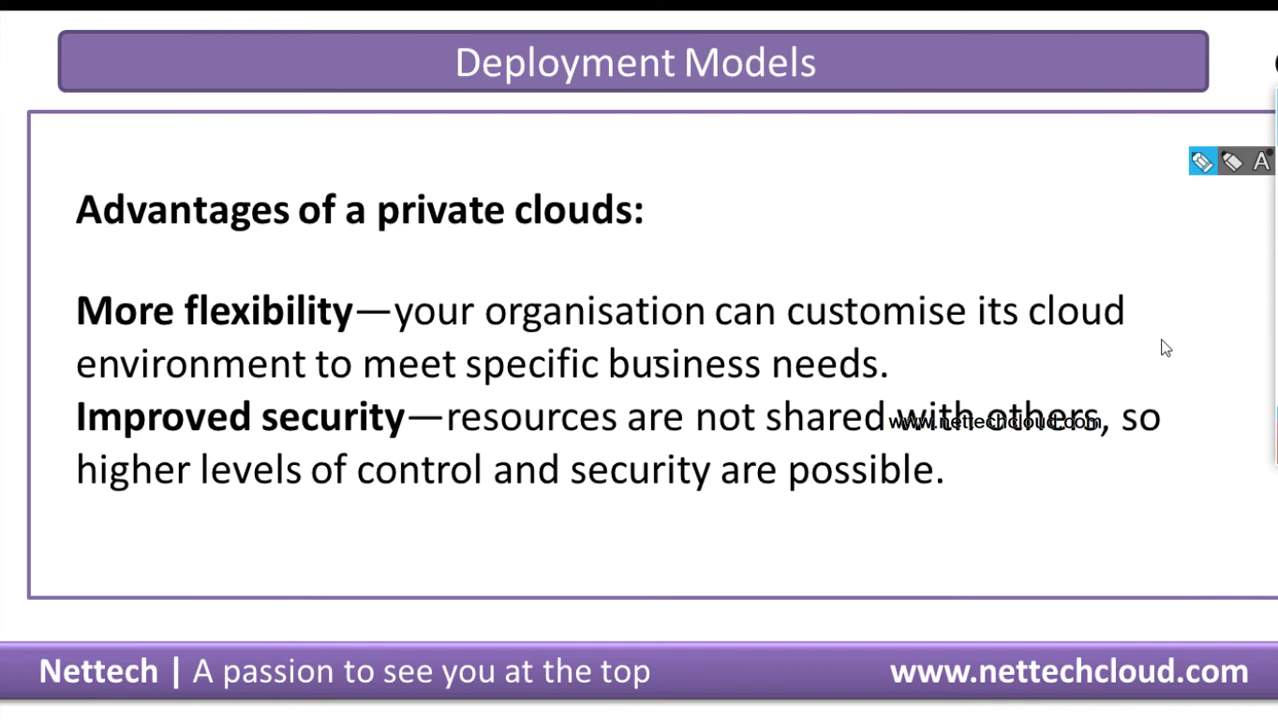 Deployment Models
A
Advantages of a private clouds:
More flexibility—your organisation can customise its cloud
environment to meet specific business needs.
Improved security—resources are not shared with others, so
www.nettechcloud.com
higher levels of control and security are possible.
Nettech | A passion to see you at the top
www.nettechcloud.com